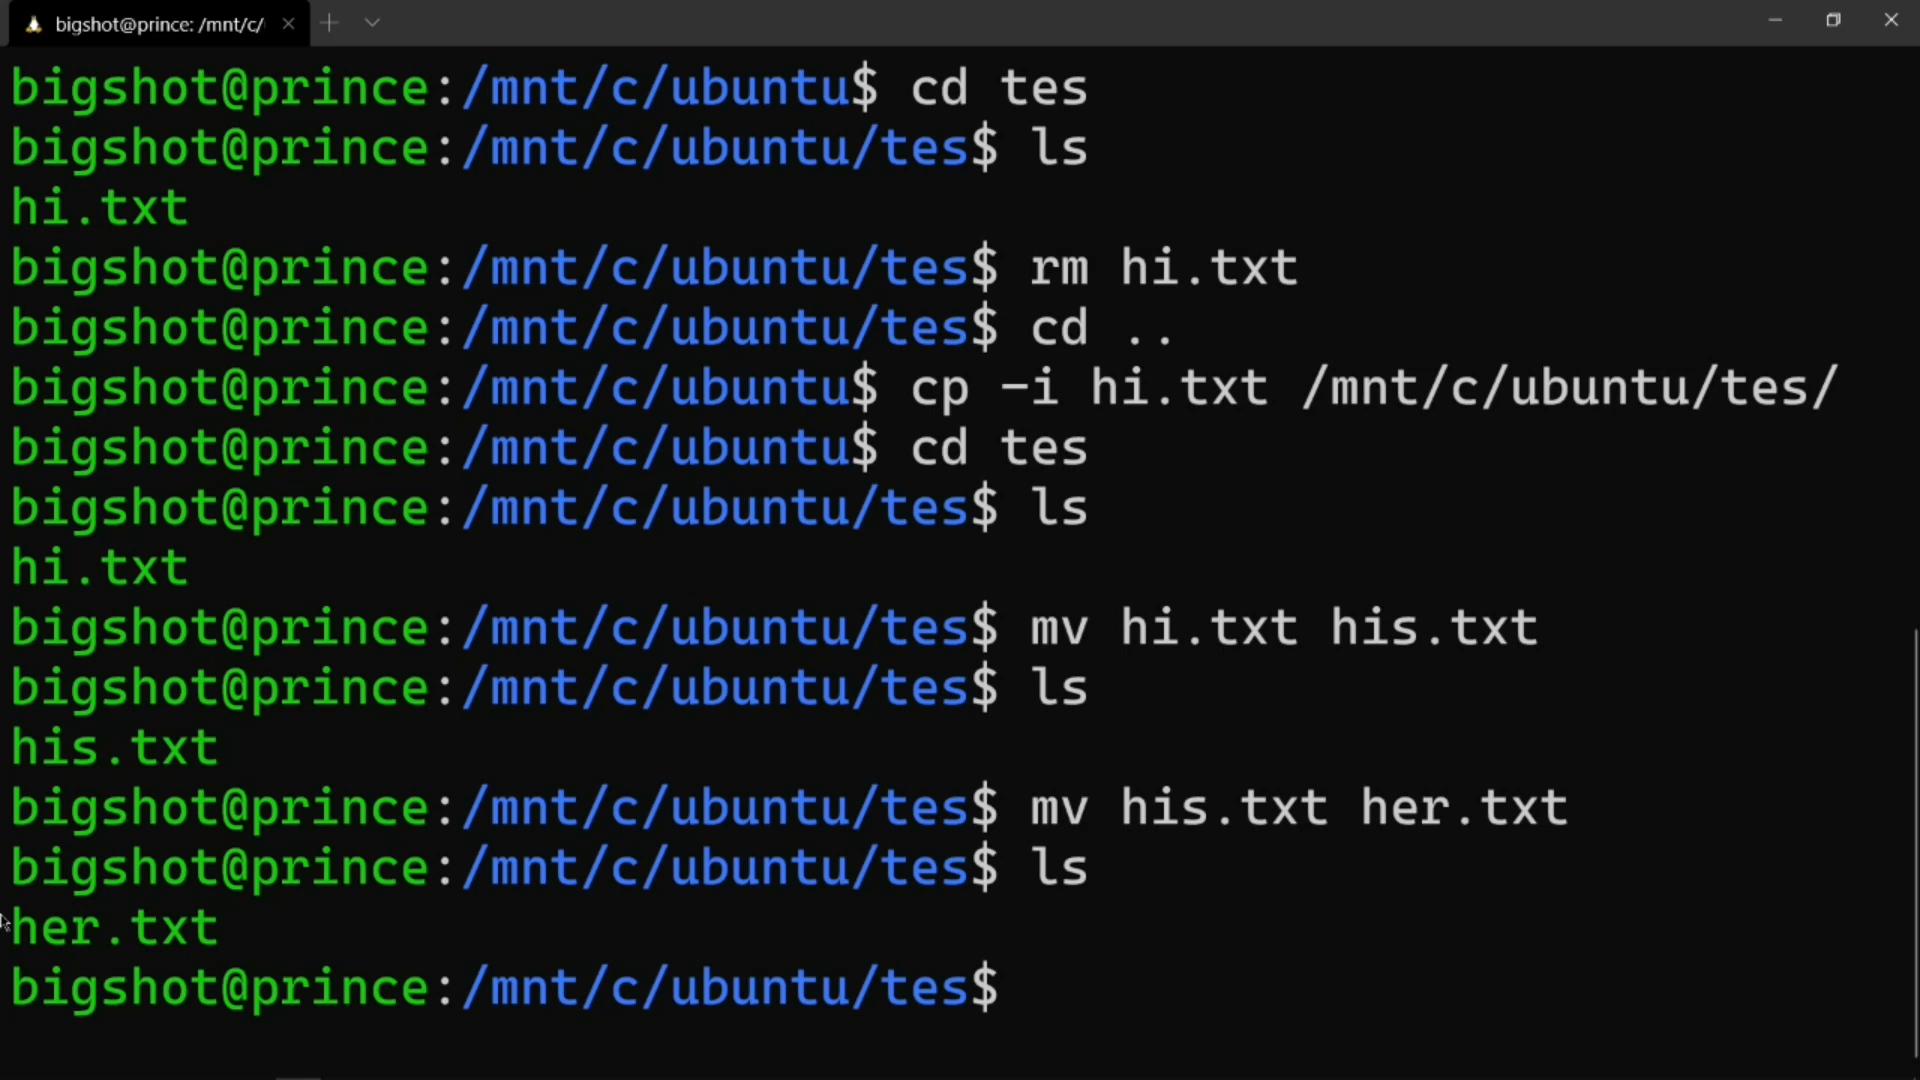 bigshot@prince: /mnt/c/
bigshot@prince:/mnt/c/ubuntu$ cd tes
bigshot@prince:/mnt/c/ubuntu/tes$ ls
hi.txt
bigshot@prince:/mnt/c/ubuntu/tes$ rm hi.txt
bigshot@prince:/mnt/c/ubuntu/tes$ cd ..
bigshot@prince:/mnt/c/ubuntu$ cp -i hi.txt /mnt/c/ubuntu/tes/
bigshot@prince:/mnt/c/ubuntu$ cd tes
bigshot@prince:/mnt/c/ubuntu/tes$ ls
hi.txt
bigshot@prince:/mnt/c/ubuntu/tes$ mv hi.txt his.txt
bigshot@prince:/mnt/c/ubuntu/tes$ ls
his.txt
bigshot@prince:/mnt/c/ubuntu/tes$ mv his.txt her.txt
bigshot@prince:/mnt/c/ubuntu/tes$ ls
her.txt
bigshot@prince:/mnt/c/ubuntu/tes$